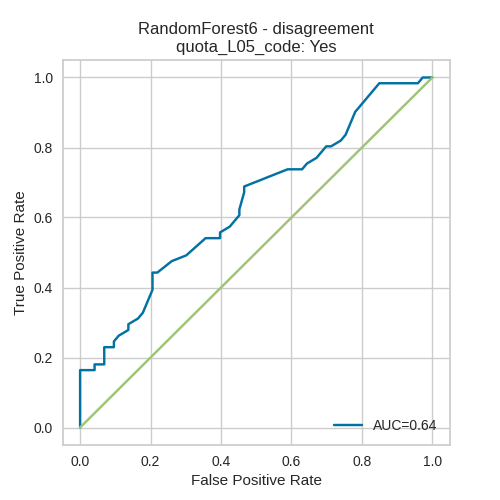 RandomForest6 - disagreement
quota_L05_code: Yes
True Positive Rate
1.0
0.8
0.6
0.4
0.2
0.0
AUC=0.64
0.0 0.2 0.4 0.6 0.8 1.0
False Positive Rate